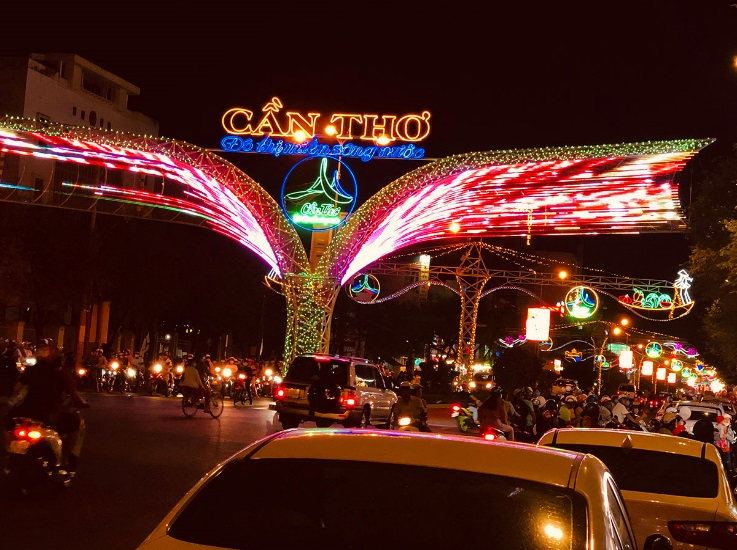 CẦN THƠ
Đô thị miền sông nước
Cần Thơ